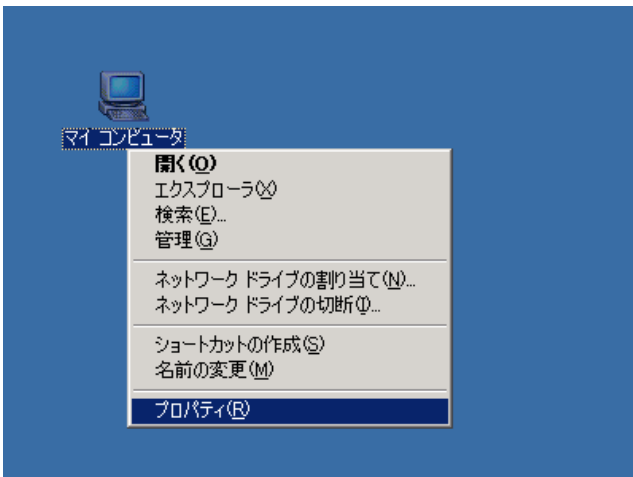 マイ コンピュータ
開く(O)
エクスプローラ(X)
検索(E)...
管理(G)
ネットワーク ドライブの割り当て(N)...
ネットワーク ドライブの切断(I)...
ショートカットの作成(S)
名前の変更(M)
プロパティ(R)